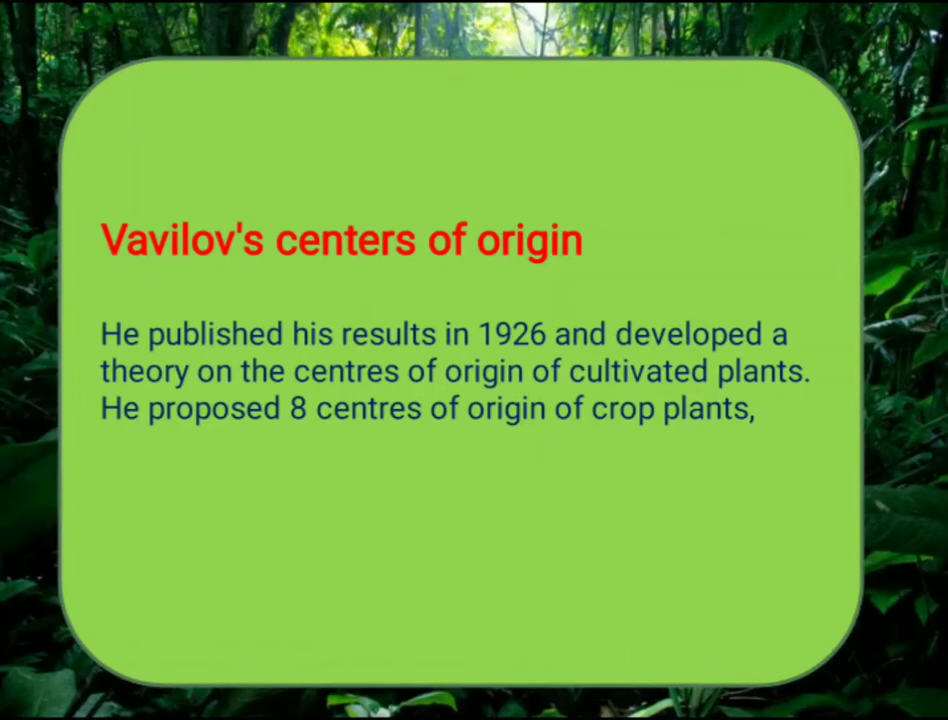 Vavilov's centers of origin
He published his results in 1926 and developed a
theory on the centres of origin of cultivated plants.
He proposed 8 centres of origin of crop plants,